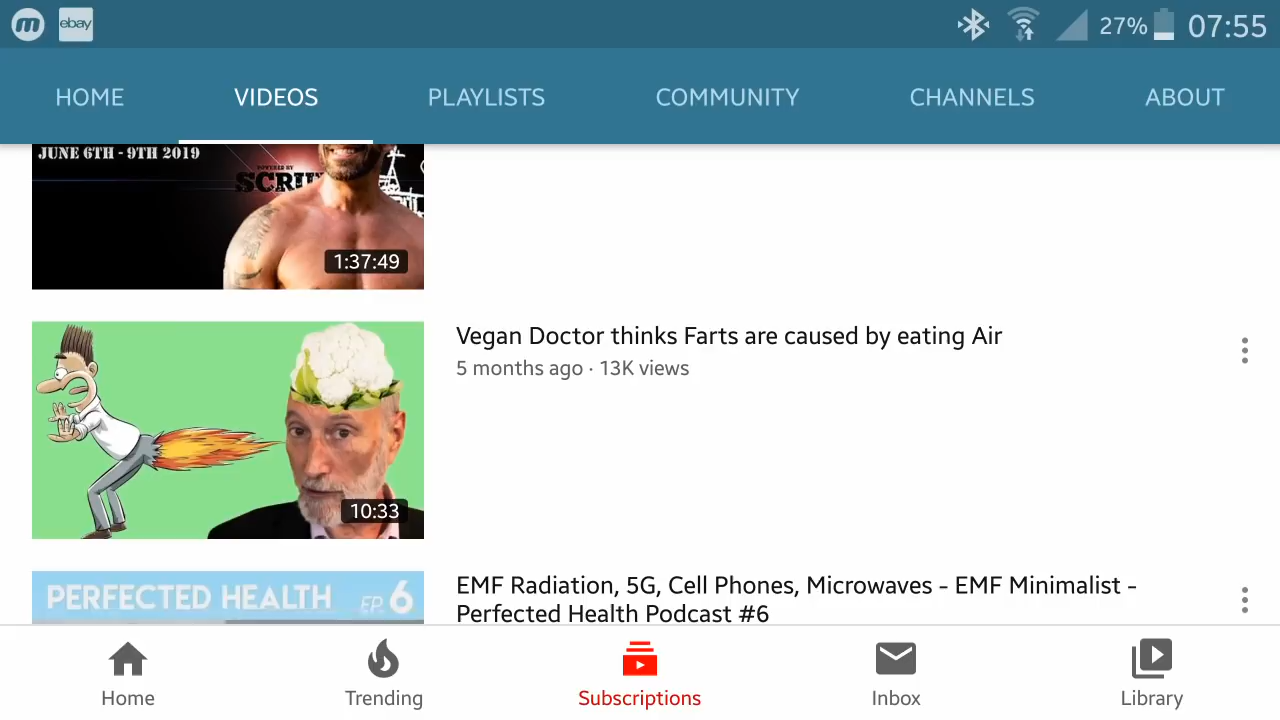 m ebay 27% 07:55
HOME VIDEOS PLAYLISTS COMMUNITY CHANNELS ABOUT
JUNE 6TH - 9TH 2019
POWERED BY
1:37:49
Vegan Doctor thinks Farts are caused by eating Air
5 months ago · 13K views
10:33
PERFECTED HEALTH EP. 6
EMF Radiation, 5G, Cell Phones, Microwaves - EMF Minimalist -
Perfected Health Podcast #6
Home Trending Subscriptions Inbox Library